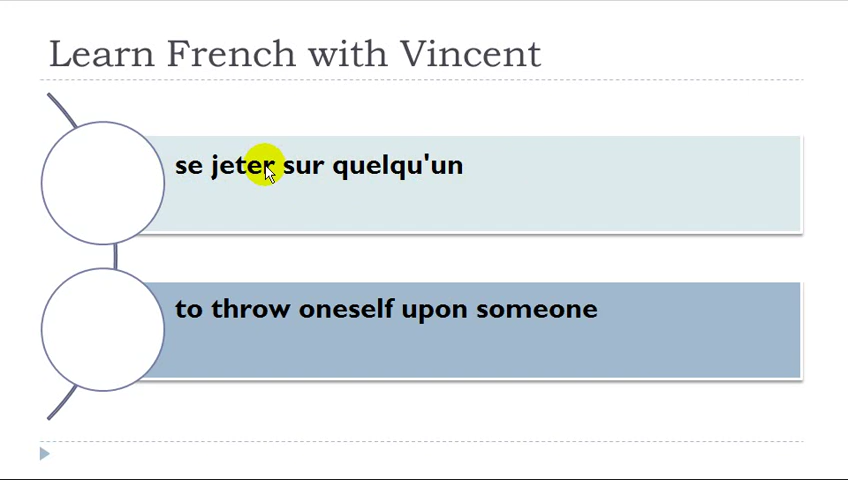 Learn French with Vincent
se jeter sur quelqu'un
to throw oneself upon someone